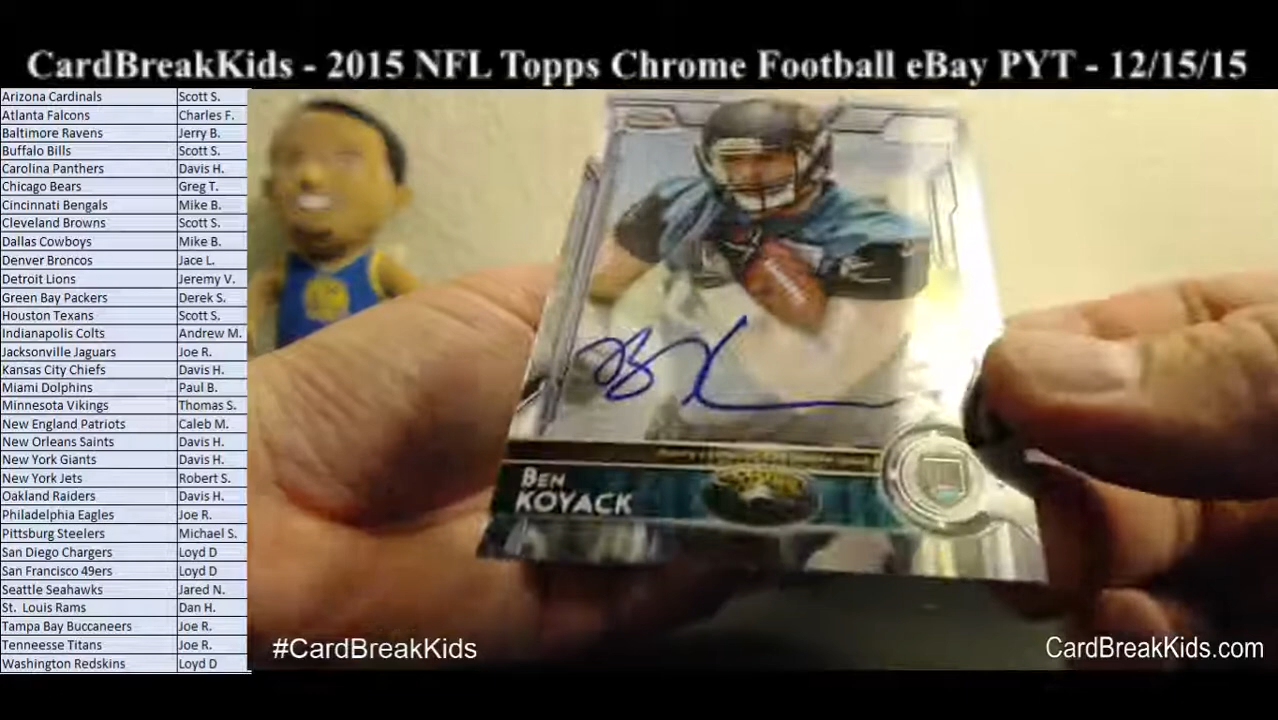 CardBreakKids - 2015 NFL Topps Chrome Football eBay PYT - 12/15/15
Arizona Cardinals Scott S.
Atlanta Falcons Charles F.
Baltimore Ravens Jerry B.
Buffalo Bills Scott S.
Carolina Panthers Davis H.
Chicago Bears Greg T.
Cincinnati Bengals Mike B.
Cleveland Browns Scott S.
Dallas Cowboys Mike B.
Denver Broncos Jace L.
Detroit Lions Jeremy V.
Green Bay Packers Derek S.
Houston Texans Scott S.
Indianapolis Colts Andrew M.
Jacksonville Jaguars Joe R.
Kansas City Chiefs Davis H.
Miami Dolphins Paul B.
Minnesota Vikings Thomas S.
New England Patriots Caleb M.
New Orleans Saints Davis H.
New York Giants Davis H.
New York Jets Robert S.
Oakland Raiders Davis H.
Philadelphia Eagles Joe R.
Pittsburg Steelers Michael S.
San Diego Chargers Loyd D
San Francisco 49ers Loyd D
Seattle Seahawks Jared N.
St. Louis Rams Dan H.
Tampa Bay Buccaneers Joe R.
Tenneesse Titans Joe R.
Washington Redskins Loyd D
BEN
KOYACK
#CardBreakKids
CardBreakKids.com